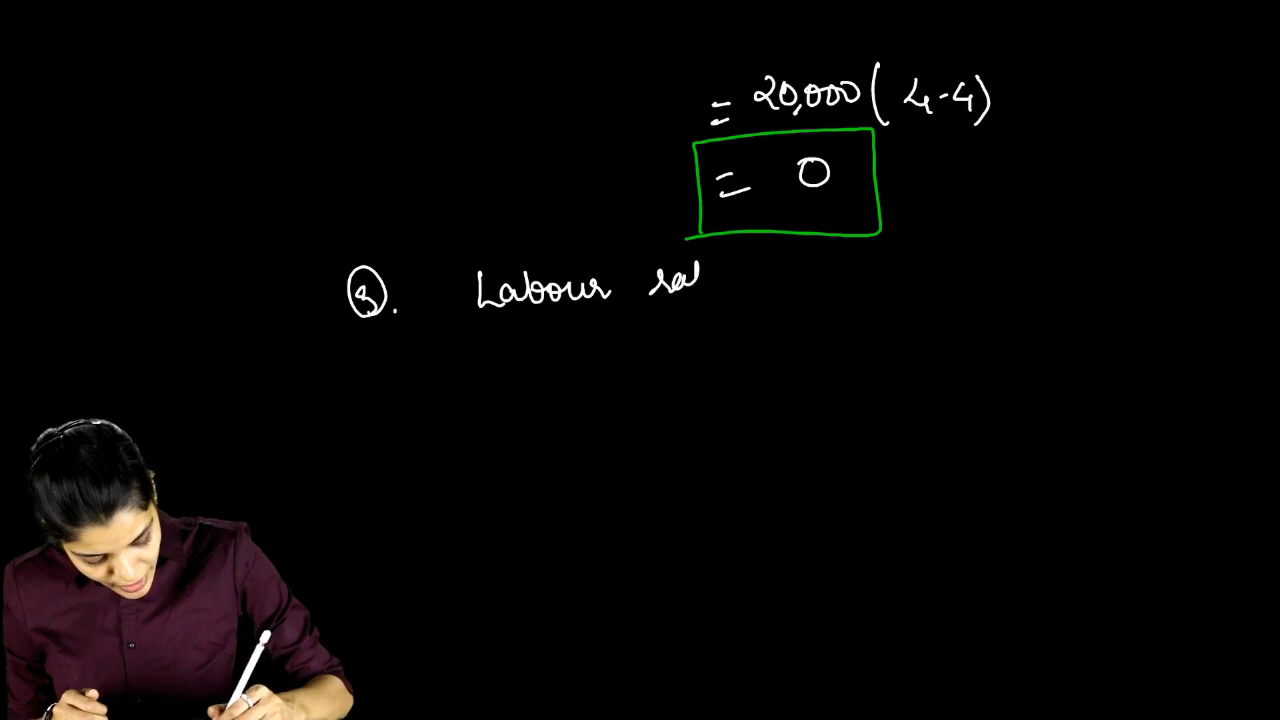 = 20,000 ( 4-4)
= 0
3. Labour